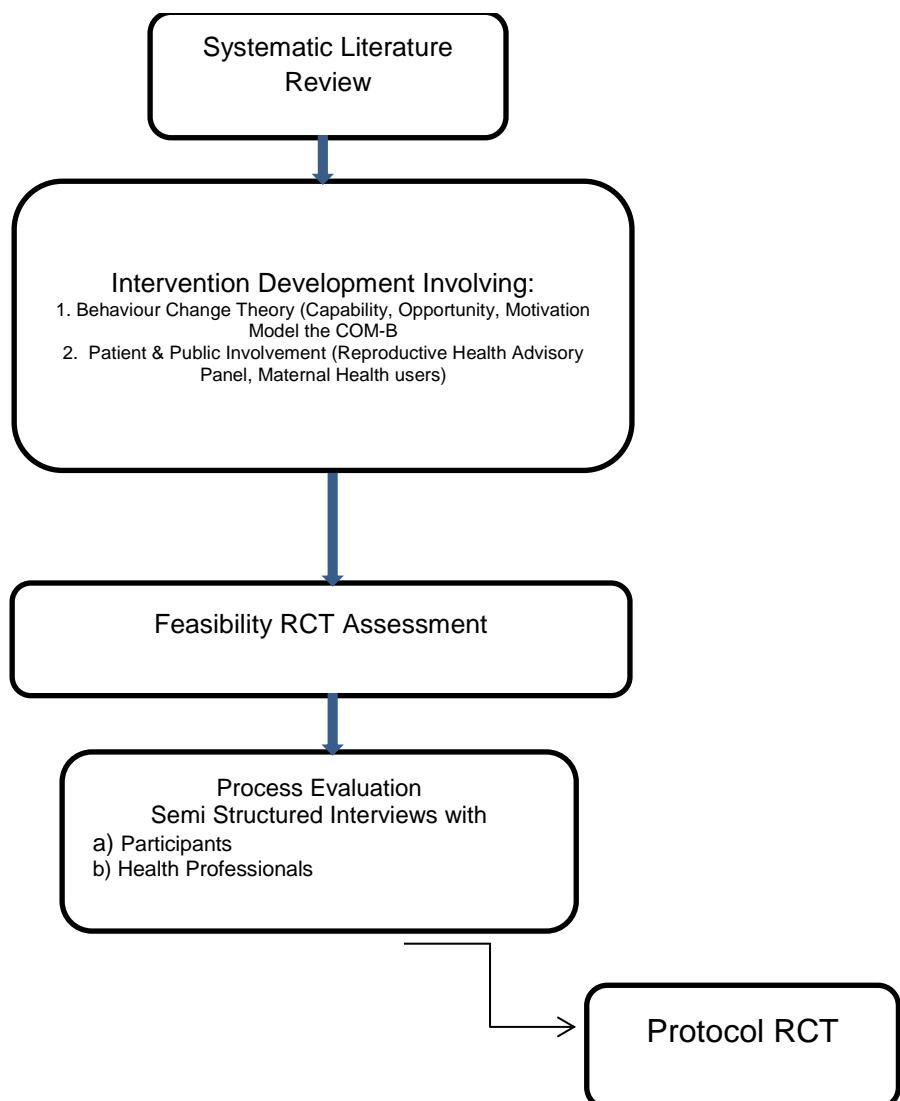 Systematic Literature
Review
Intervention Development Involving:
1. Behaviour Change Theory (Capability, Opportunity, Motivation
Model the COM-B
2. Patient & Public Involvement (Reproductive Health Advisory
Panel, Maternal Health users)
Feasibility RCT Assessment
Process Evaluation
Semi Structured Interviews with
a) Participants
b) Health Professionals
Protocol RCT